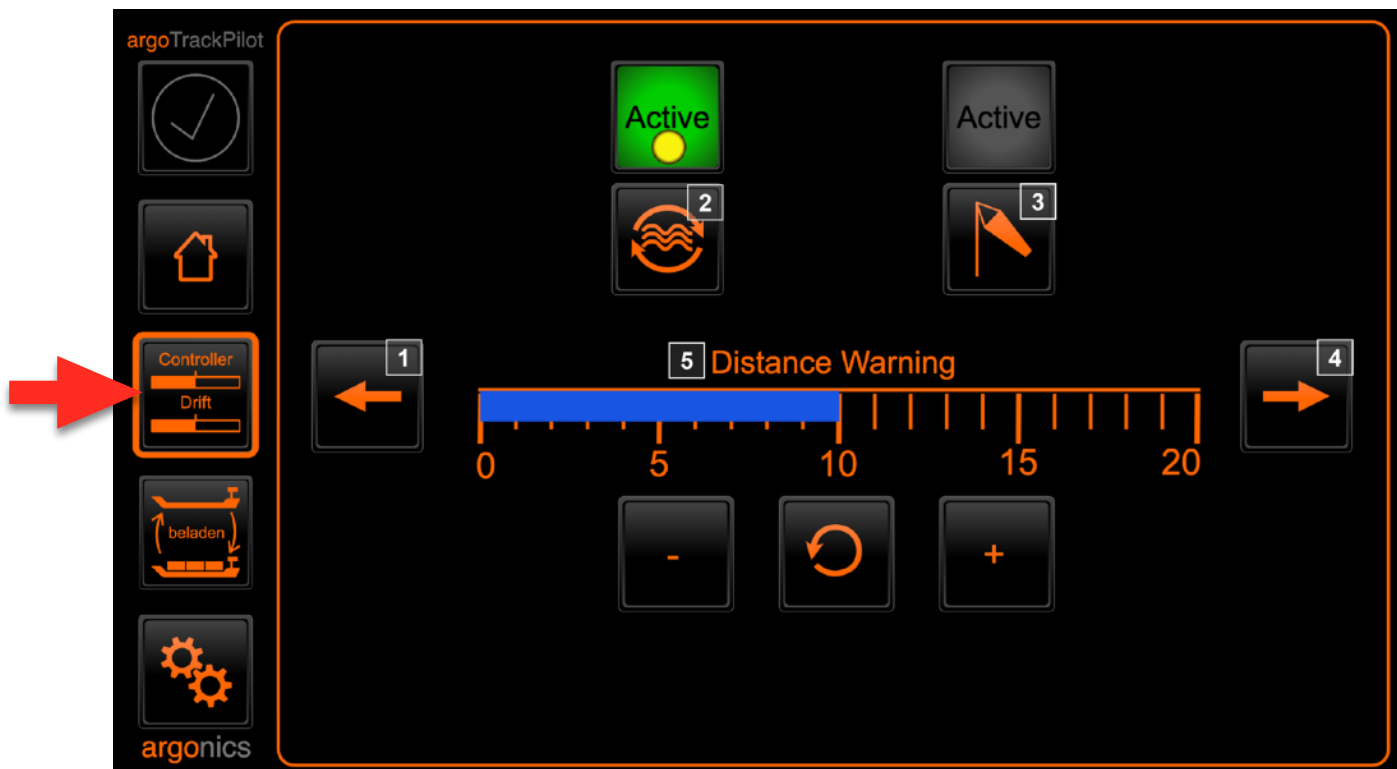 argoTrackPilot
Active
Active
2
3
Controller
Drift
1
5 Distance Warning
4
0 5 10 15 20
beladen
- +
argonics